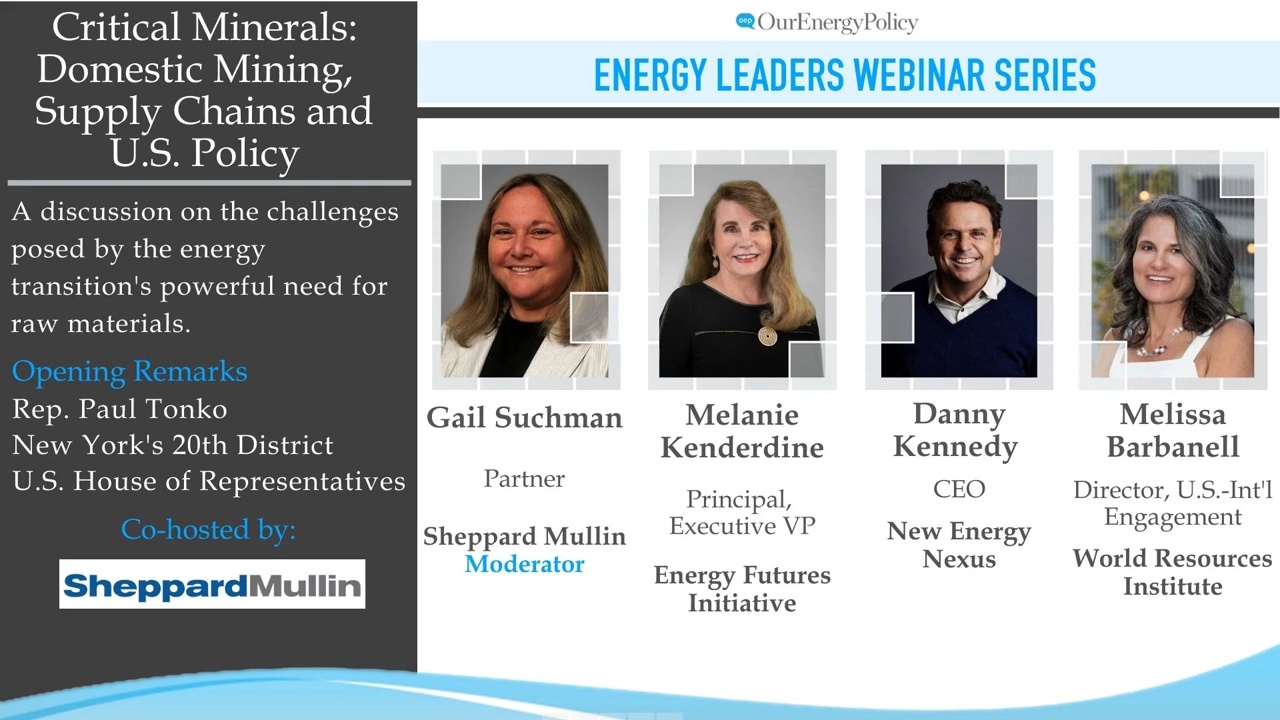 Critical Minerals:
Domestic Mining,
Supply Chains and
U.S. Policy
A discussion on the challenges
posed by the energy
transition's powerful need for
raw materials.
Opening Remarks
Rep. Paul Tonko
New York's 20th District
U.S. House of Representatives
Co-hosted by:
SheppardMullin
oep OurEnergyPolicy
ENERGY LEADERS WEBINAR SERIES
Gail Suchman
Partner
Sheppard Mullin
Moderator
Melanie
Kenderdine
Principal,
Executive VP
Energy Futures
Initiative
Danny
Kennedy
CEO
New Energy
Nexus
Melissa
Barbanell
Director, U.S.-Int'l
Engagement
World Resources
Institute